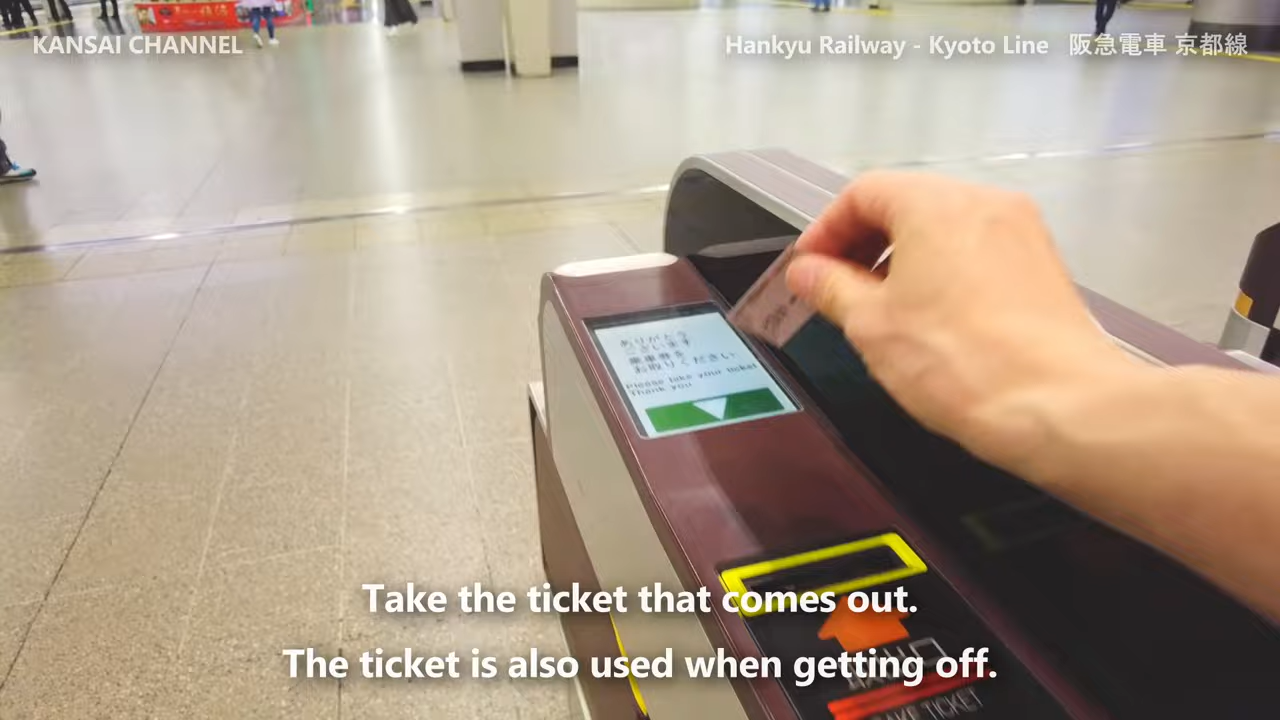 KANSAI CHANNEL
Hankyu Railway - Kyoto Line 阪急電車 京都線
ありがとう
ございます
乗車券を
お取りください
Please take your ticket
Thank you
Take the ticket that comes out.
The ticket is also used when getting off.
TAKE TICKET